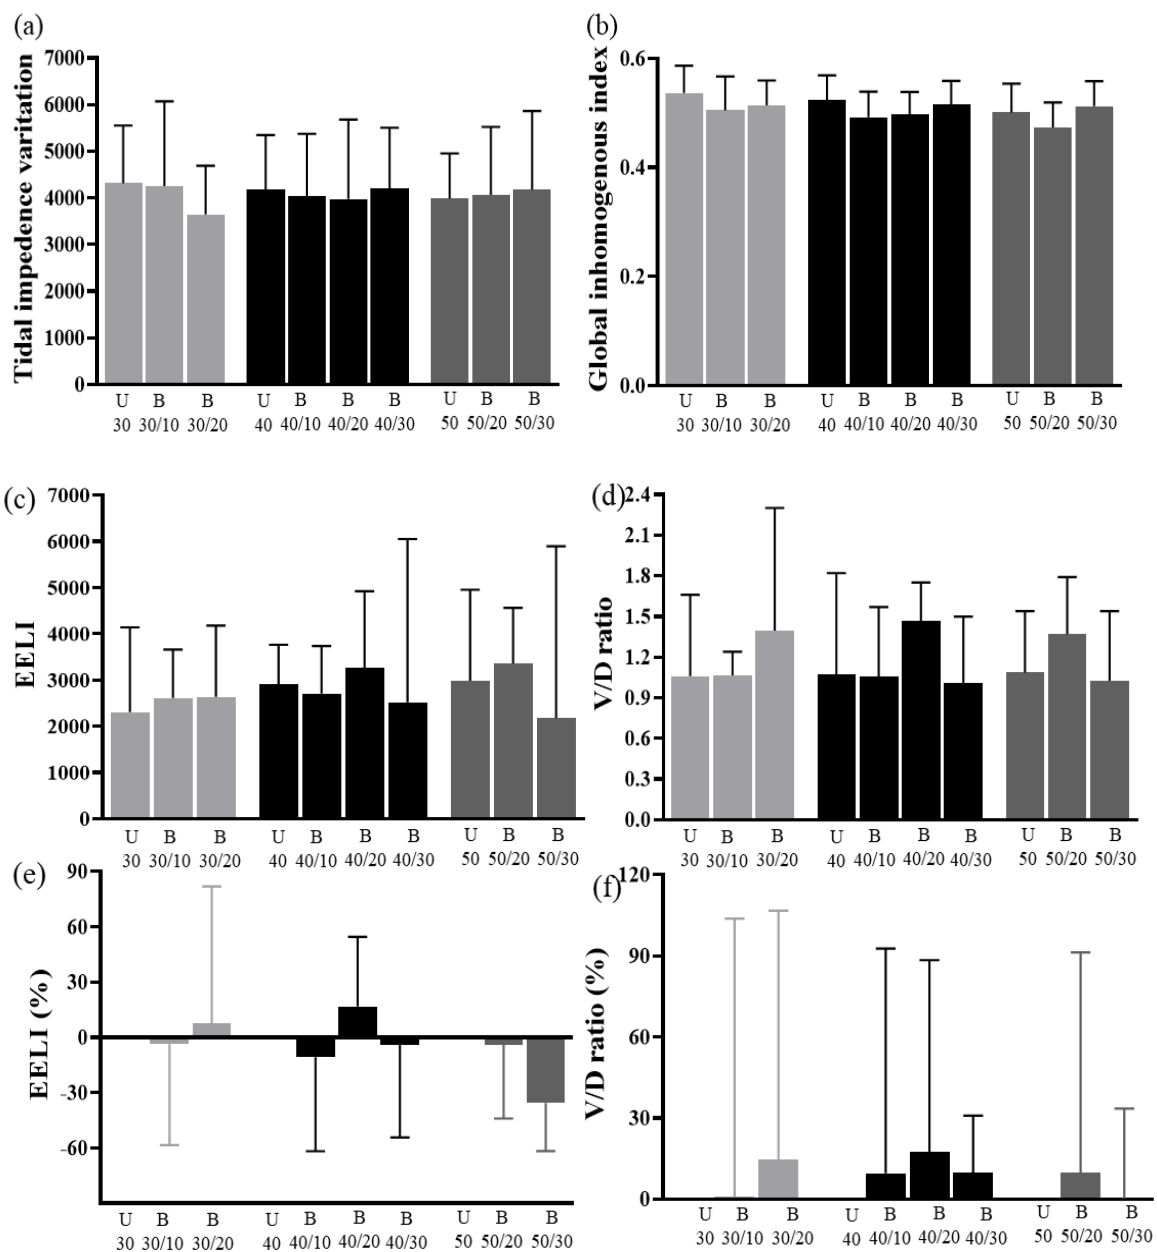 (a)
Tidal impedence varitation
7000
6000
5000
4000
3000
2000
1000
0
U B B U B B B U B B
30 30/10 30/20 40 40/10 40/20 40/30 50 50/20 50/30
(b)
Global inhomogenous index
0.6
0.4
0.2
0.0
U B B U B B B U B B
30 30/10 30/20 40 40/10 40/20 40/30 50 50/20 50/30
(c)
EELI
7000
6000
5000
4000
3000
2000
1000
0
U B B U B B B U B B
30 30/10 30/20 40 40/10 40/20 40/30 50 50/20 50/30
(d)
V/D ratio
2.4
2.1
1.8
1.5
1.2
0.9
0.6
0.3
0.0
U B B U B B B U B B
30 30/10 30/20 40 40/10 40/20 40/30 50 50/20 50/30
(e)
EELI (%)
90
60
30
0
-30
-60
U B B U B B B U B B
30 30/10 30/20 40 40/10 40/20 40/30 50 50/20 50/30
(f)
V/D ratio (%)
120
90
60
30
0
U B B U B B B U B B
30 30/10 30/20 40 40/10 40/20 40/30 50 50/20 50/30